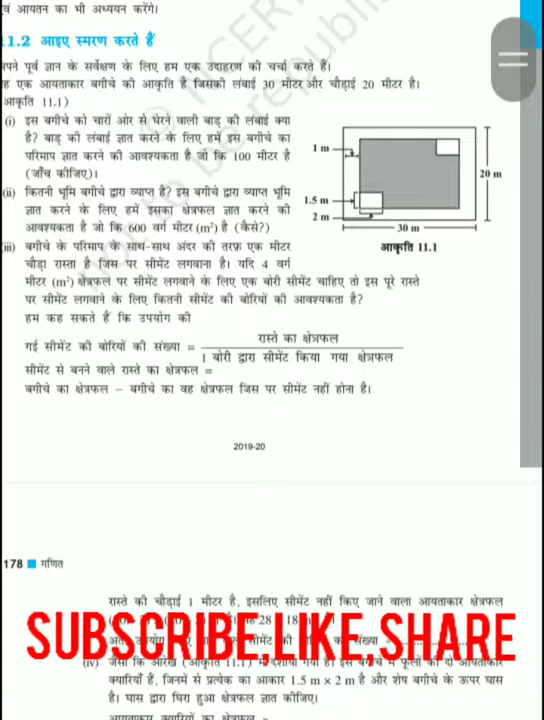 एवं आयतन का भी अध्ययन करेंगे।
11.2 आइए स्मरण करते हैं
अपने पूर्व ज्ञान के सर्वेक्षण के लिए हम एक उदाहरण की चर्चा करते हैं।
यह एक आयताकार बगीचे की आकृति है जिसकी लंबाई 30 मीटर और चौड़ाई 20 मीटर है।
आकृति 11.1)
(i) इस बगीचे को चारों ओर से घेरने वाली बाड़ की लंबाई क्या
है? बाड़ की लंबाई ज्ञात करने के लिए हमें इस बगीचे का
परिमाप ज्ञात करने की आवश्यकता है जो कि 100 मीटर है
(जाँच कीजिए)।
(ii) कितनी भूमि बगीचे द्वारा व्याप्त है? इस बगीचे द्वारा व्याप्त भूमि
ज्ञात करने के लिए हमें इसका क्षेत्रफल ज्ञात करने की
आवश्यकता है जो कि 600 वर्ग मीटर (m²) है (कैसे?)
1 m
20 m
1.5 m
2 m
30 m
आकृति 11.1
(iii) बगीचे के परिमाप के साथ-साथ अंदर की तरफ़ एक मीटर
चौड़ा रास्ता है जिस पर सीमेंट लगवाना है। यदि 4 वर्ग
मीटर (m²) क्षेत्रफल पर सीमेंट लगवाने के लिए एक बोरी सीमेंट चाहिए तो इस पूरे रास्ते
पर सीमेंट लगवाने के लिए कितनी सीमेंट की बोरियों की आवश्यकता है?
हम कह सकते हैं कि उपयोग की
गई सीमेंट की बोरियों की संख्या = रास्ते का क्षेत्रफल
1 बोरी द्वारा सीमेंट किया गया क्षेत्रफल
सीमेंट से बनने वाले रास्ते का क्षेत्रफल =
बगीचे का क्षेत्रफल – बगीचे का वह क्षेत्रफल जिस पर सीमेंट नहीं होना है।
2019-20
178 गणित
रास्ते की चौड़ाई 1 मीटर है, इसलिए सीमेंट नहीं किए जाने वाला आयताकार क्षेत्रफल
SUBSCRIBE,LIKE,SHARE
(iv) जैसा कि आरेख (आकृति 11.1) में दर्शाया गया है। इस बगीचे में फूलों की दो आयताकार
क्यारियाँ हैं, जिनमें से प्रत्येक का आकार 1.5 m × 2 m है और शेष बगीचे के ऊपर घास
है। घास द्वारा घिरा हुआ क्षेत्रफल ज्ञात कीजिए।
आयताकार क्यारियों का क्षेत्रफल =